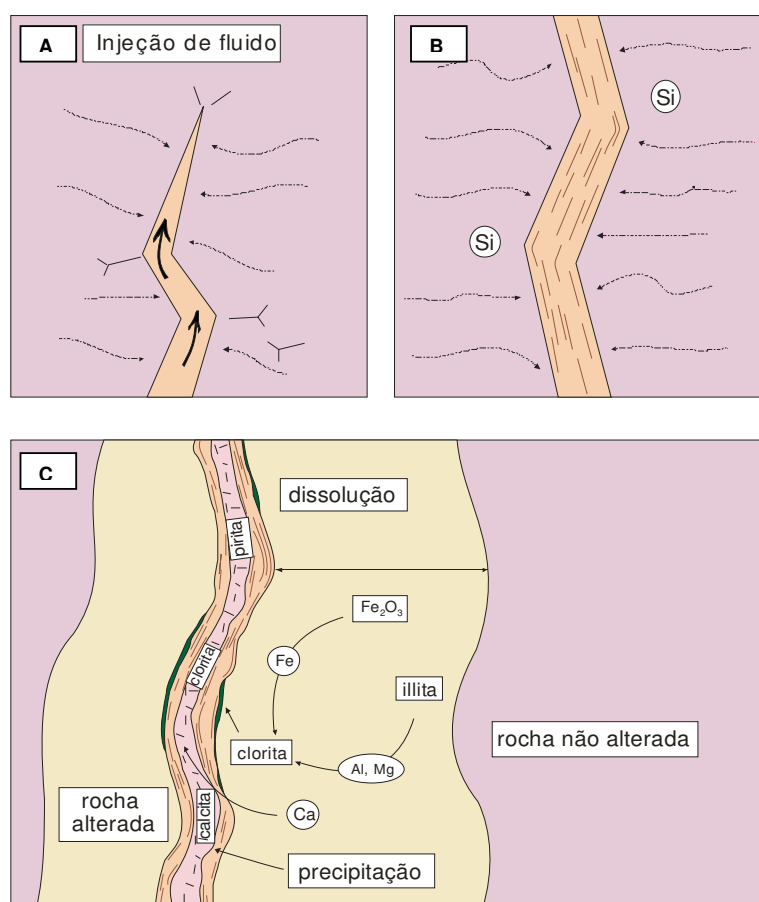 A
Injeção de fluido
B
Si
Si
C
dissolução
pirita
Fe₂O₃
clorita
Fe
illita
rocha não alterada
clorita
Al, Mg
rocha
alterada
calcita
Ca
precipitação